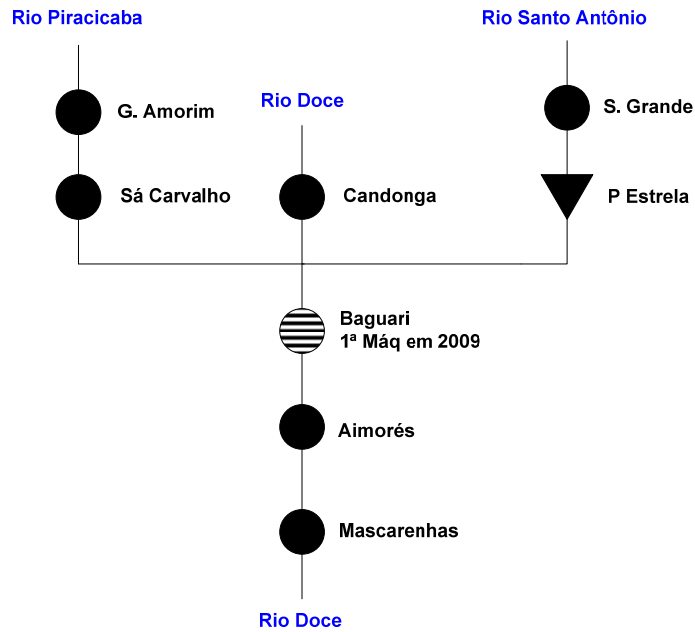 Rio Piracicaba
Rio Santo Antônio
Rio Doce
G. Amorim
S. Grande
Sá Carvalho
Candonga
P Estrela
Baguari
1ª Máq em 2009
Aimorés
Mascarenhas
Rio Doce